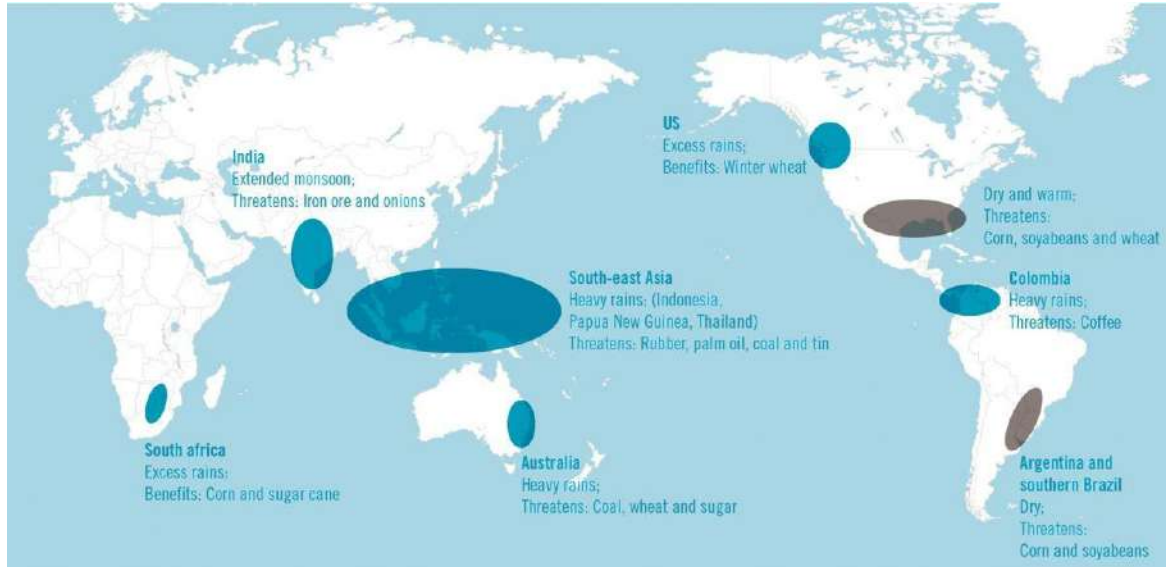 US
Excess rains;
Benefits: Winter wheat
India
Extended monsoon;
Threatens: Iron ore and onions
Dry and warm;
Threatens:
Corn, soyabeans and wheat
South-east Asia
Heavy rains: (Indonesia,
Papua New Guinea, Thailand)
Threatens: Rubber, palm oil, coal and tin
Colombia
Heavy rains;
Threatens: Coffee
South africa
Excess rains:
Benefits: Corn and sugar cane
Australia
Heavy rains;
Threatens: Coal, wheat and sugar
Argentina and
southern Brazil
Dry;
Threatens:
Corn and soyabeans